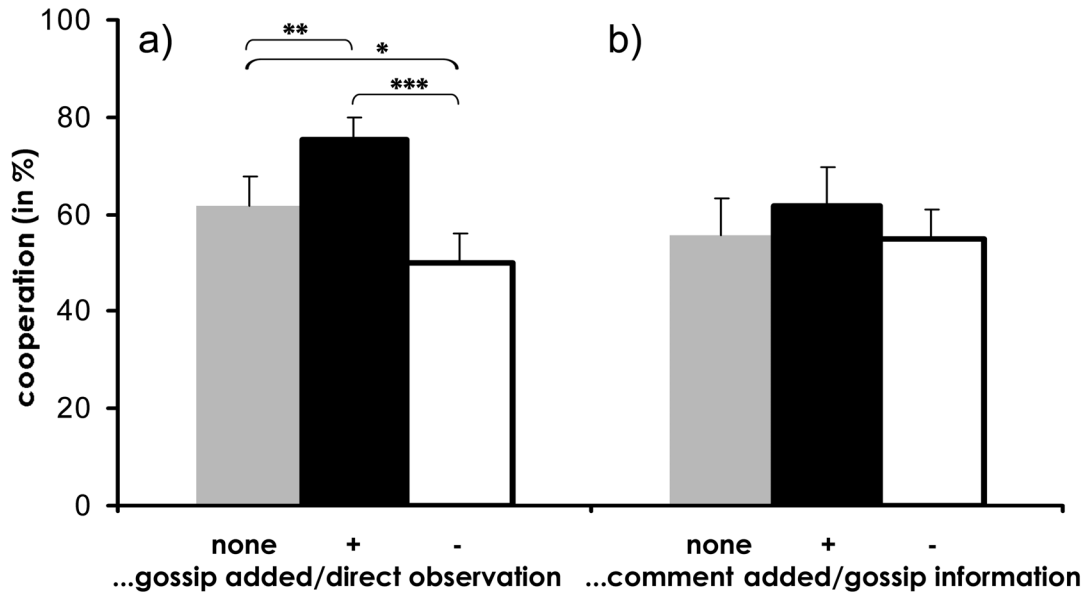 100
80
60
40
20
0
cooperation (in %)
a)
**
*
***
b)
none + -
...gossip added/direct observation
none + -
...comment added/gossip information